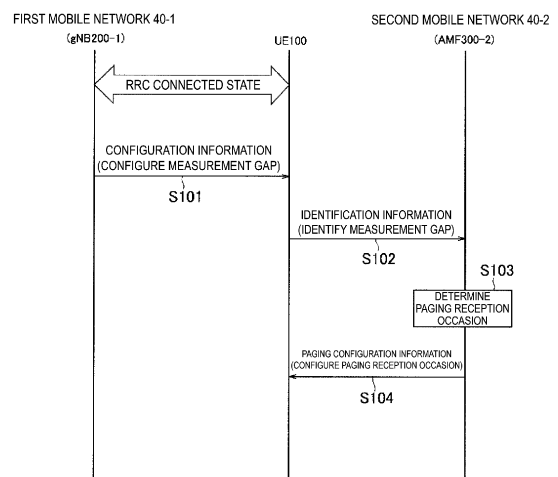 FIRST MOBILE NETWORK 40-1
(gNB200-1)
UE100
SECOND MOBILE NETWORK 40-2
(AMF300-2)
RRC CONNECTED STATE
CONFIGURATION INFORMATION
(CONFIGURE MEASUREMENT GAP)
S101
IDENTIFICATION INFORMATION
(IDENTIFY MEASUREMENT GAP)
S102
S103
DETERMINE
PAGING RECEPTION
OCCASION
PAGING CONFIGURATION INFORMATION
(CONFIGURE PAGING RECEPTION OCCASION)
S104